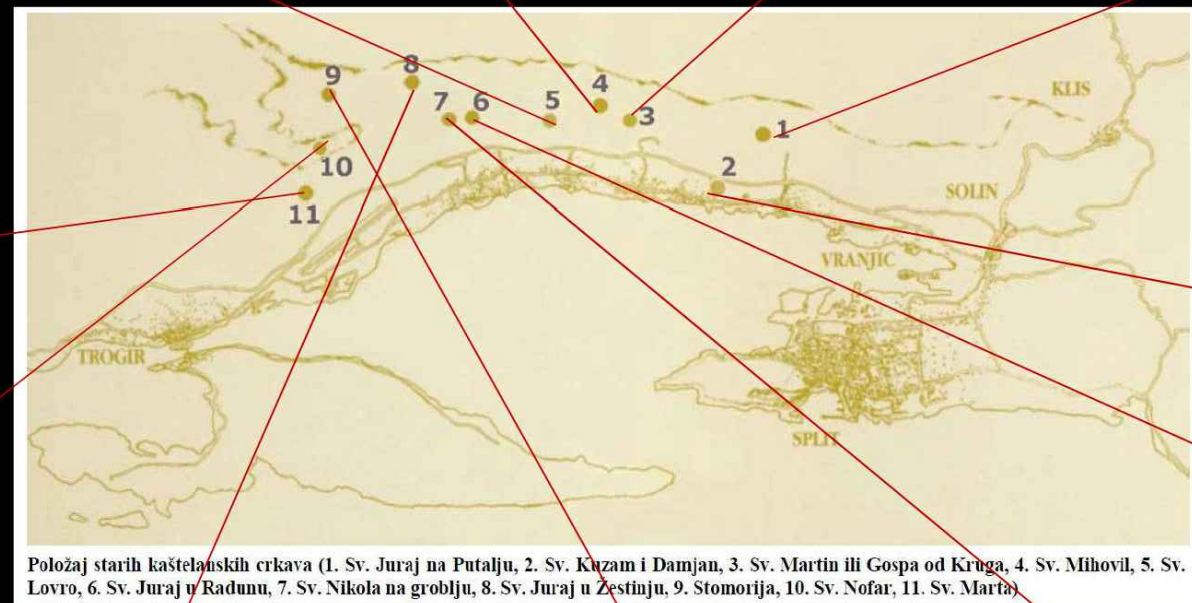 9
8
4
7
6
5
3
1
KLIS
10
2
SOLIN
11
VRANJIC
TROGIR
SPLIT
Položaj starih kaštelanskih crkava (1. Sv. Juraj na Putalju, 2. Sv. Kuzam i Damjan, 3. Sv. Martin ili Gospa od Kruga, 4. Sv. Mihovil, 5. Sv.
Lovro, 6. Sv. Juraj u Radunu, 7. Sv. Nikola na groblju, 8. Sv. Juraj u Žestinju, 9. Stomorija, 10. Sv. Nofar, 11. Sv. Marta)